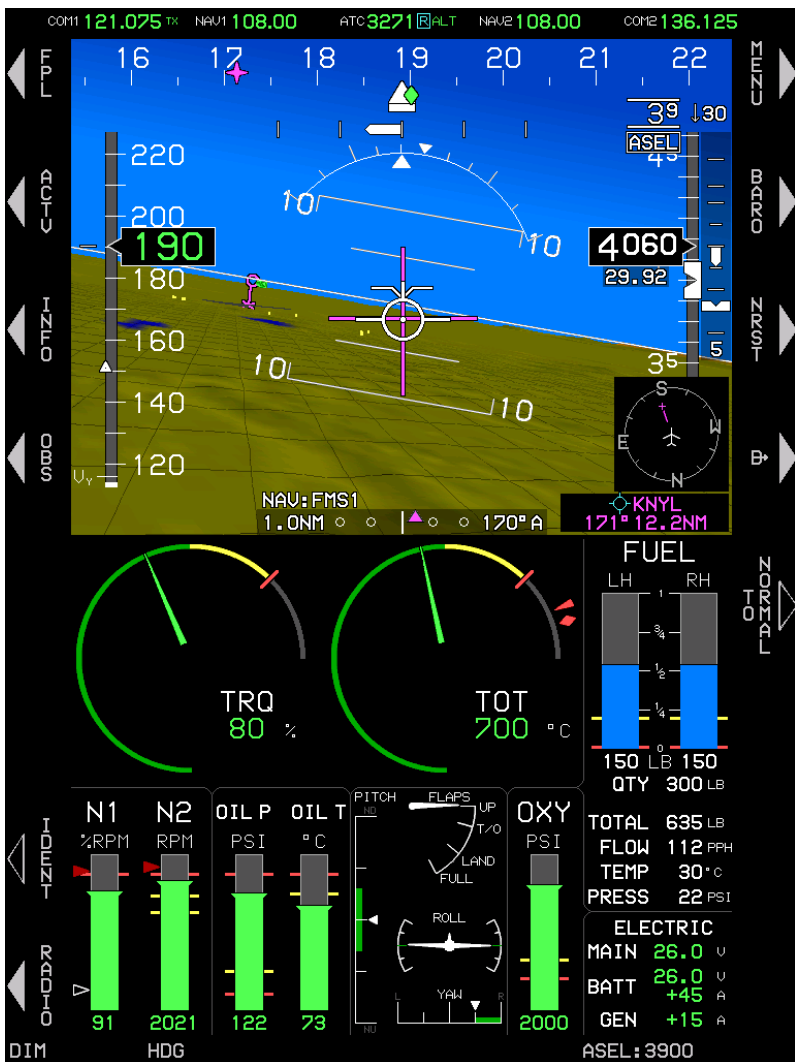 COM1 121.075 TX NAV1 108.00 ATC 3271 R ALT NAV2 108.00 COM2 136.125
16 17 18 19 20 21 22
FPL
MENU
39 ↓30
ASEL
45
220
ACTV
BARO
10 10
200
190
4060
29.92
180
INFO
NRST
160
5
35
10 10
140
S
E W
N
OBS
D→
120
VY
NAV:FMS1
KNYL
1.0NM 170° A
171° 12.2NM
FUEL
LH RH
1
3/4
1/2
1/4
0
TO NORMAL
TRQ
80 %
TOT
700 °C
150 LB 150
QTY 300 LB
TOTAL 635 LB
FLOW 112 PPH
TEMP 30°C
PRESS 22 PSI
IDENT
N1 N2
%RPM RPM
91 2021
OIL P OIL T
PSI °C
122 73
PITCH
ND
NU
FLAPS
UP
T/O
LAND
FULL
ROLL
YAW
L R
OXY
PSI
2000
ELECTRIC
MAIN 26.0 V
BATT 26.0 V
+45 A
GEN +15 A
RADIO
DIM HDG ASEL:3900